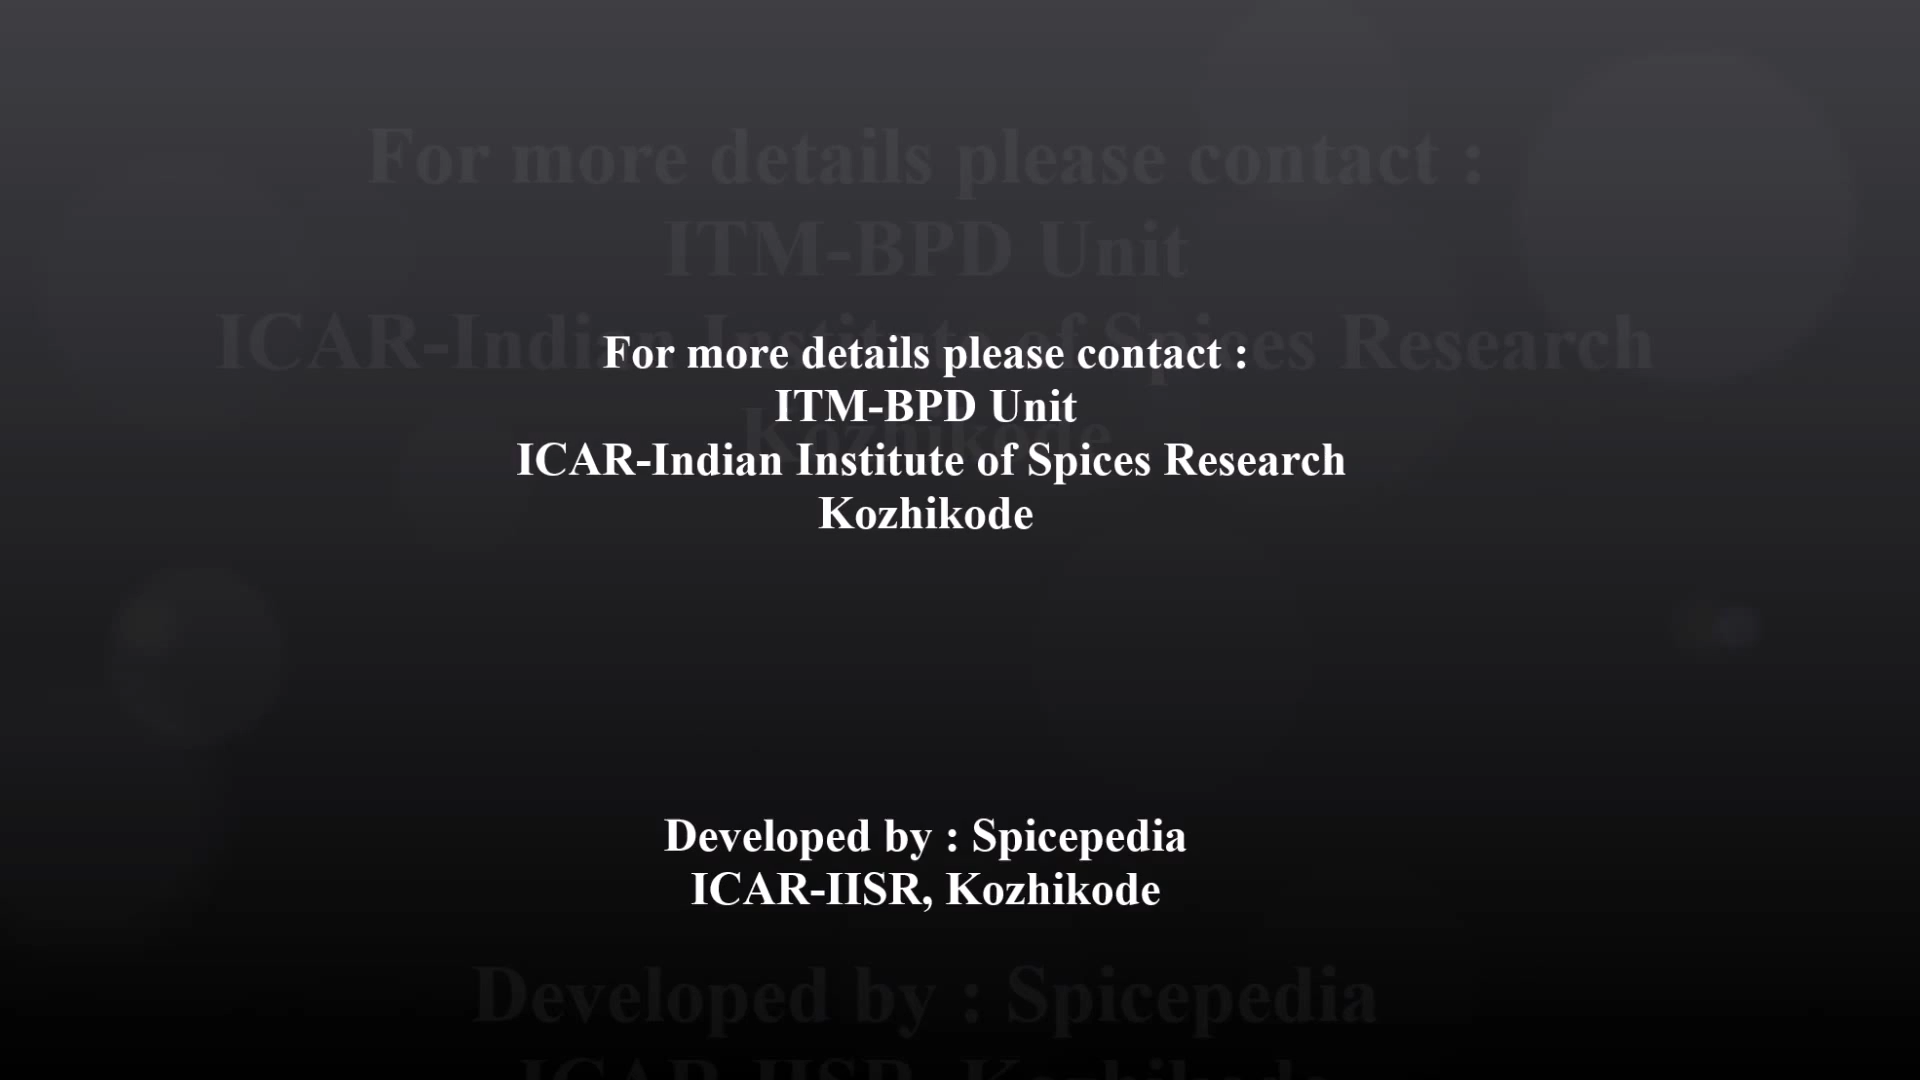 For more details please contact :
ITM-BPD Unit
ICAR-Indian Institute of Spices Research
Kozhikode
Developed by : Spicepedia
ICAR-IISR, Kozhikode